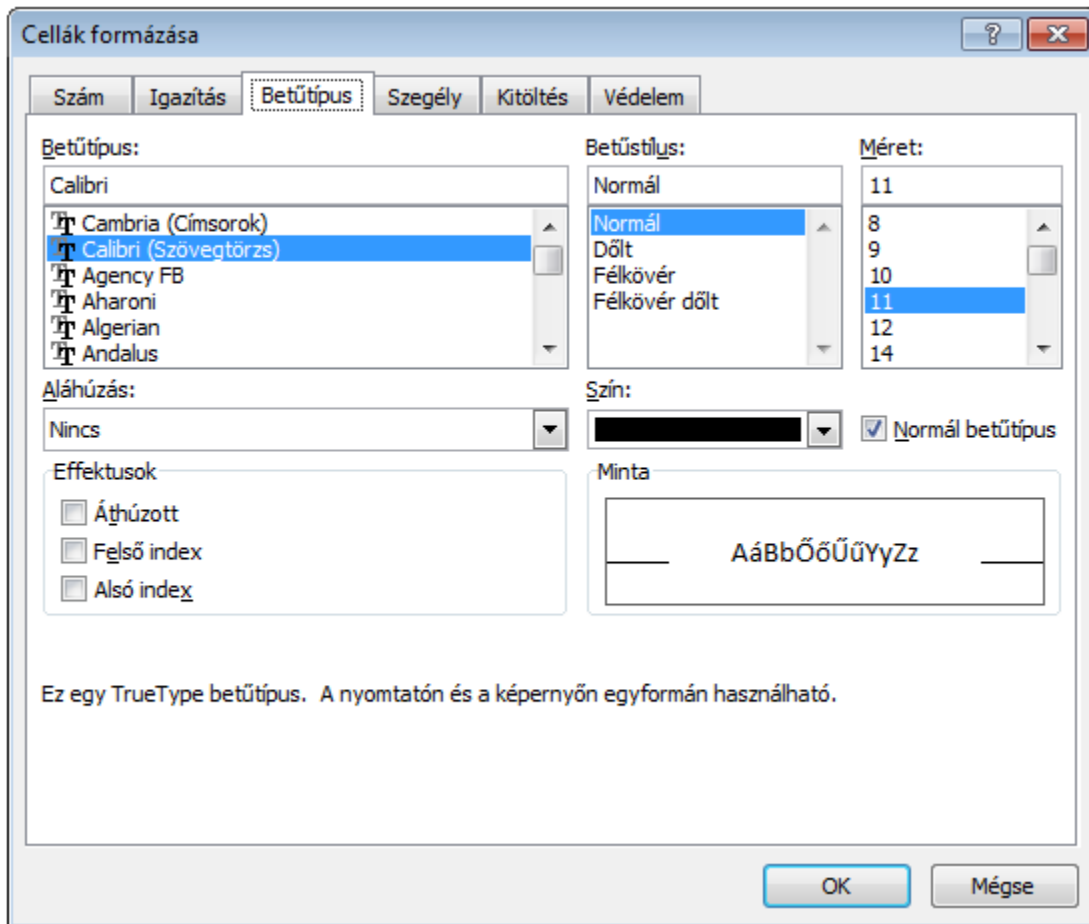 Cellák formázása
Szám Igazítás Betűtípus Szegély Kitöltés Védelem
Betűtípus: Betűstílus: Méret:
Calibri Normál 11
Cambria (Címsorok) Normál 8
Calibri (Szövegtörzs) Dőlt 9
Agency FB Félkövér 10
Aharoni Félkövér dőlt 11
Algerian 12
Andalus 14
Aláhúzás: Szín:
Nincs Normál betűtípus
Effektusok Minta
Áthúzott
Felső index AáBbŐőŰűYyZz
Alsó index
Ez egy TrueType betűtípus. A nyomtatón és a képernyőn egyformán használható.
OK Mégse